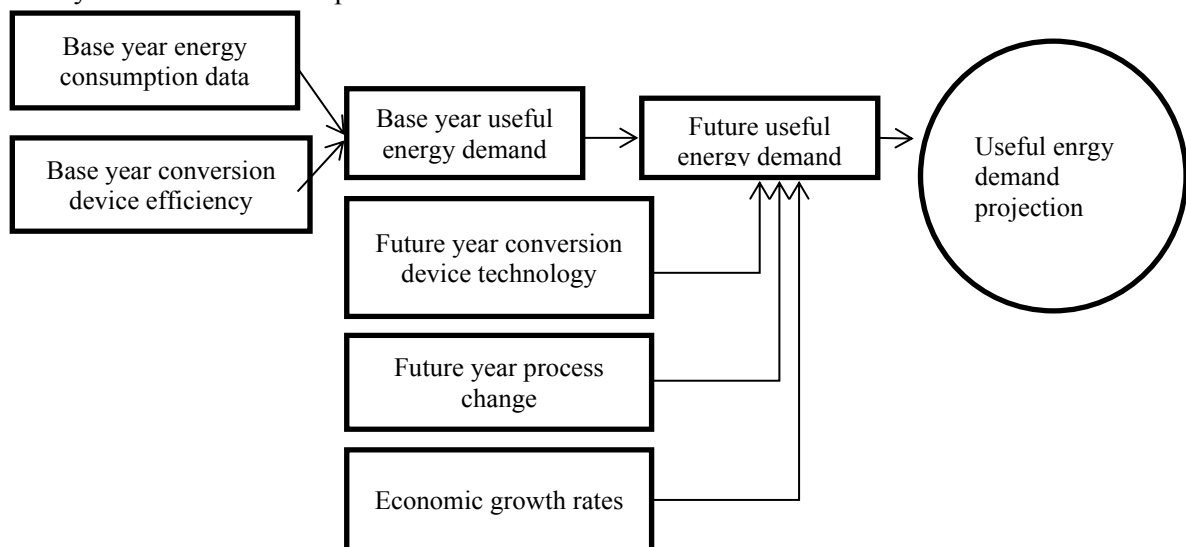 Base year energy
consumption data
Base year conversion
device efficiency
Base year useful
energy demand
Future useful
energy demand
Useful enrgy
demand
projection
Future year conversion
device technology
Future year process
change
Economic growth rates